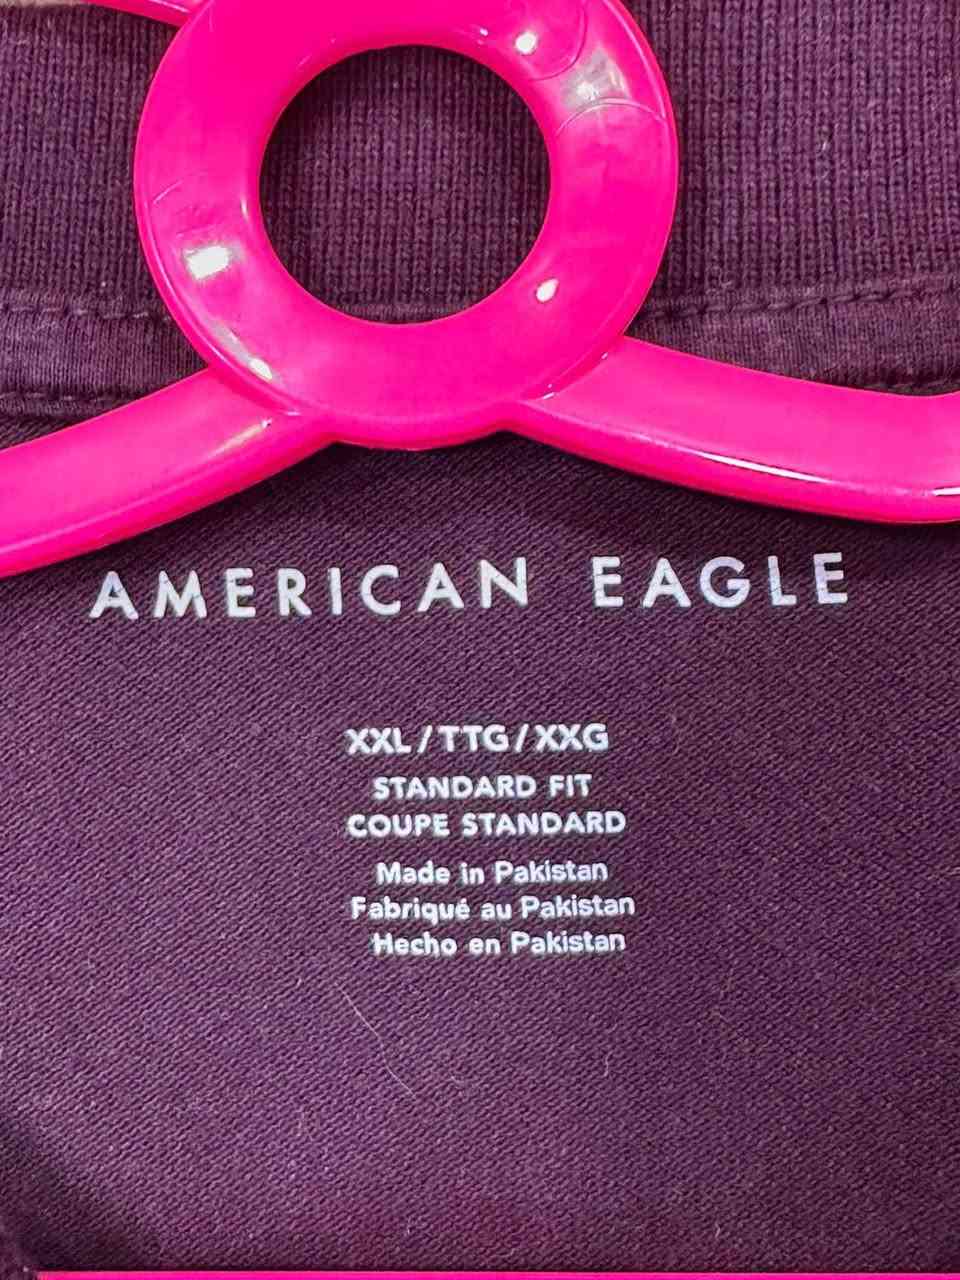 AMERICAN EAGLE
XXL/TTG/XXG
STANDARD FIT
COUPE STANDARD
Made in Pakistan
Fabriqué au Pakistan
Hecho en Pakistan